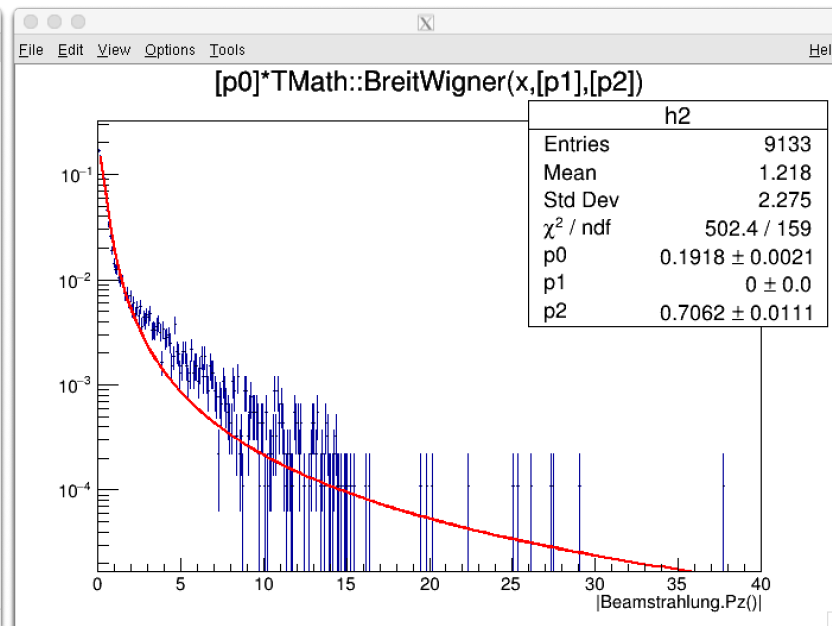 X
File Edit View Options Tools Hel
[p0]*TMath::BreitWigner(x,[p1],[p2])
h2
Entries 9133
Mean 1.218
Std Dev 2.275
χ² / ndf 502.4 / 159
p0 0.1918 ± 0.0021
p1 0 ± 0.0
p2 0.7062 ± 0.0111
10⁻¹
10⁻²
10⁻³
10⁻⁴
0 5 10 15 20 25 30 35 40
|Beamstrahlung.Pz()|